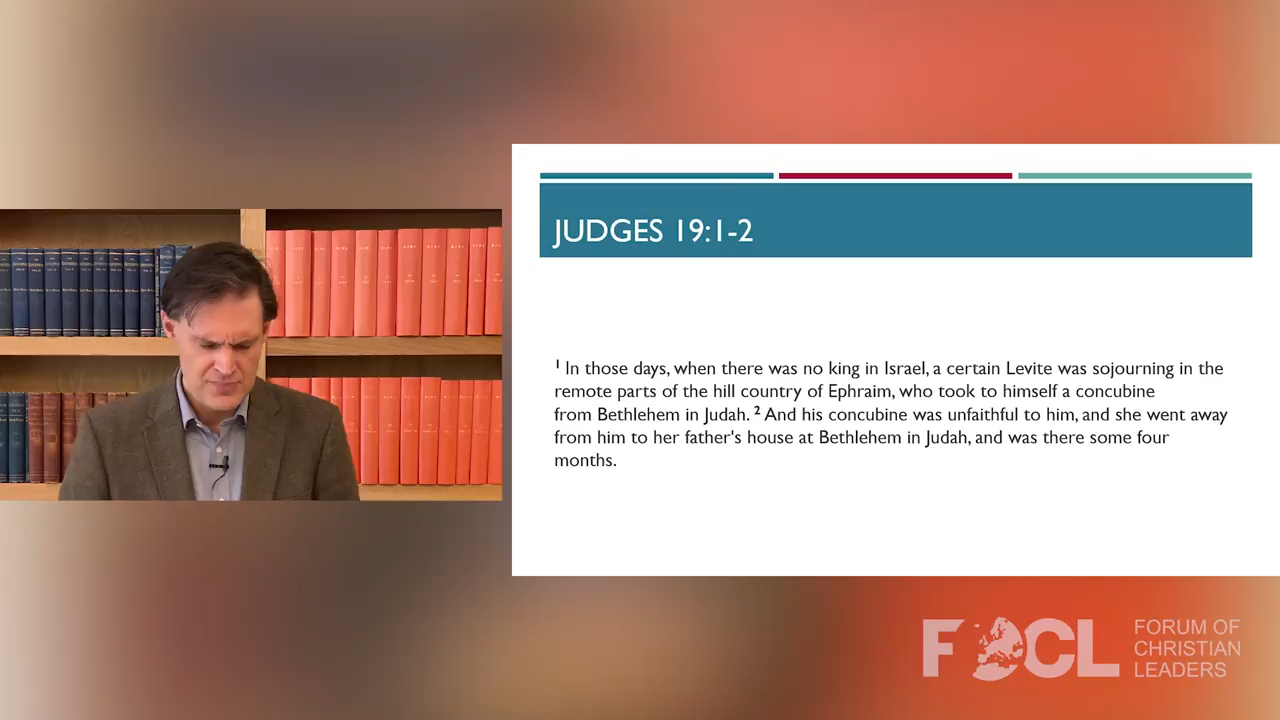 JUDGES 19:1-2
¹ In those days, when there was no king in Israel, a certain Levite was sojourning in the
remote parts of the hill country of Ephraim, who took to himself a concubine
from Bethlehem in Judah. ² And his concubine was unfaithful to him, and she went away
from him to her father's house at Bethlehem in Judah, and was there some four
months.
FOCL
FORUM OF
CHRISTIAN
LEADERS